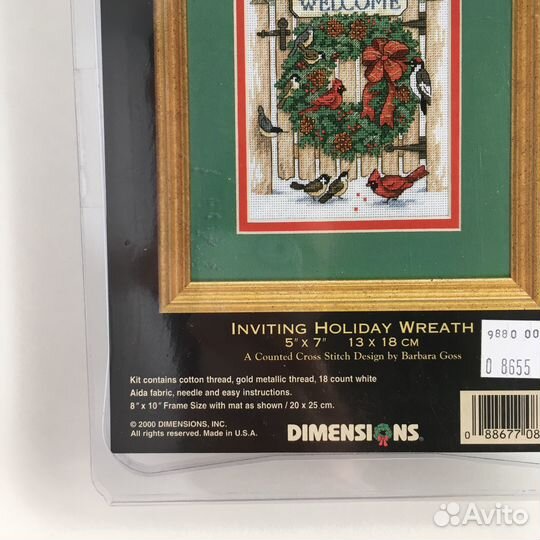 WELCOME
INVITING HOLIDAY WREATH
5" x 7" 13 x 18 CM
A Counted Cross Stitch Design by Barbara Goss
9880 00
0 8655
Kit contains cotton thread, gold metallic thread, 18 count white
Aida fabric, needle and easy instructions.
8" x 10" Frame Size with mat as shown / 20 x 25 cm.
© 2000 DIMENSIONS, INC.
All rights reserved. Made in U.S.A.
DIMENSIONS®
0 88677 08
Avito